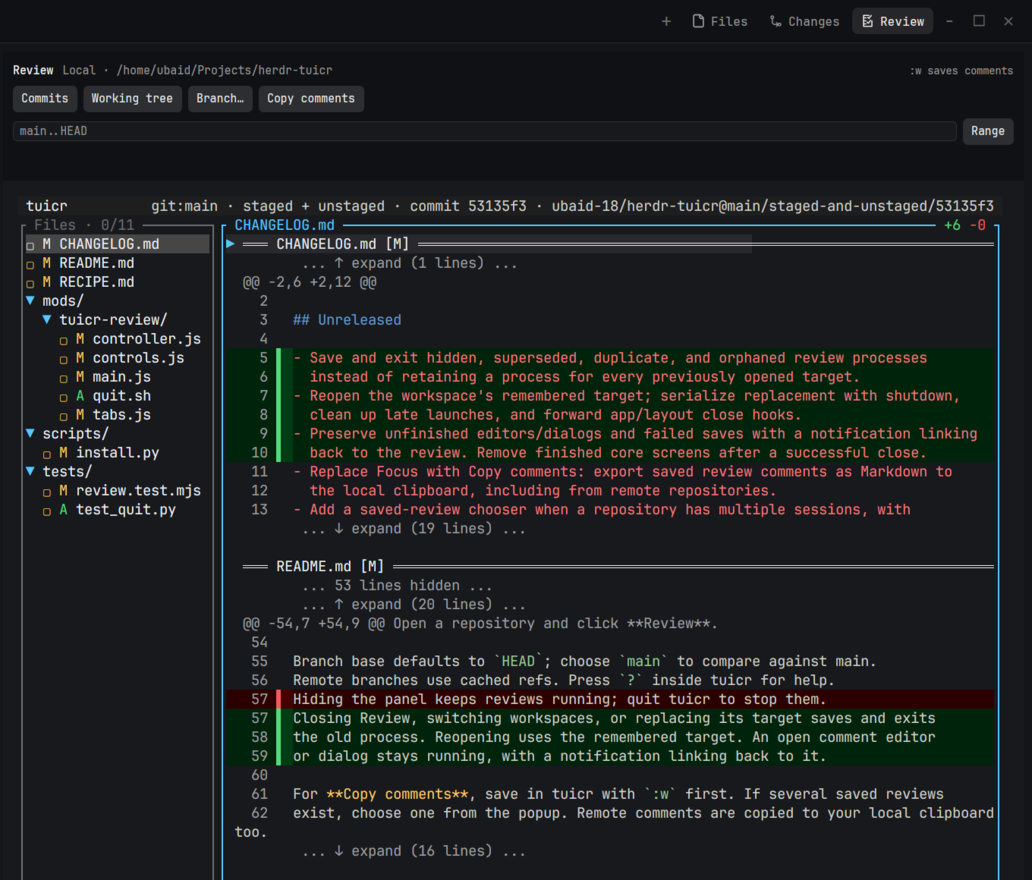 + Files Changes Review
Review Local · /home/ubaid/Projects/herdr-tuicr :w saves comments
Commits Working tree Branch… Copy comments
main..HEAD Range
tuicr git:main · staged + unstaged · commit 53135f3 · ubaid-18/herdr-tuicr@main/staged-and-unstaged/53135f3
Files · 0/11
M CHANGELOG.md
M README.md
M RECIPE.md
mods/
tuicr-review/
M controller.js
M controls.js
M main.js
A quit.sh
M tabs.js
scripts/
M install.py
tests/
M review.test.mjs
A test_quit.py
CHANGELOG.md +6 -0
CHANGELOG.md [M]
... ↑ expand (1 lines) ...
@@ -2,6 +2,12 @@
2
3 ## Unreleased
4
5 - Save and exit hidden, superseded, duplicate, and orphaned review processes
6 instead of retaining a process for every previously opened target.
7 - Reopen the workspace's remembered target; serialize replacement with shutdown,
8 clean up late launches, and forward app/layout close hooks.
9 - Preserve unfinished editors/dialogs and failed saves with a notification linking
10 back to the review. Remove finished core screens after a successful close.
11 - Replace Focus with Copy comments: export saved review comments as Markdown to
12 the local clipboard, including from remote repositories.
13 - Add a saved-review chooser when a repository has multiple sessions, with
... ↓ expand (19 lines) ...
README.md [M]
... 53 lines hidden ...
... ↑ expand (20 lines) ...
@@ -54,7 +54,9 @@ Open a repository and click **Review**.
54
55 Branch base defaults to `HEAD`; choose `main` to compare against main.
56 Remote branches use cached refs. Press `?` inside tuicr for help.
57 Hiding the panel keeps reviews running; quit tuicr to stop them.
57 Closing Review, switching workspaces, or replacing its target saves and exits
58 the old process. Reopening uses the remembered target. An open comment editor
59 or dialog stays running, with a notification linking back to it.
60
61 For **Copy comments**, save in tuicr with `:w` first. If several saved reviews
62 exist, choose one from the popup. Remote comments are copied to your local clipboard
too.
... ↓ expand (16 lines) ...